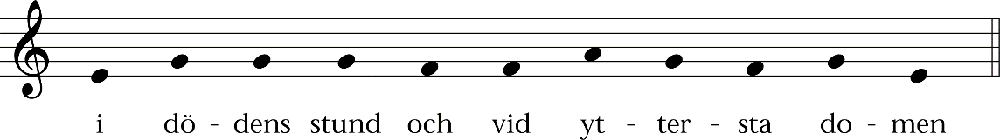 i dö - dens stund och vid yt - ter - sta do - men